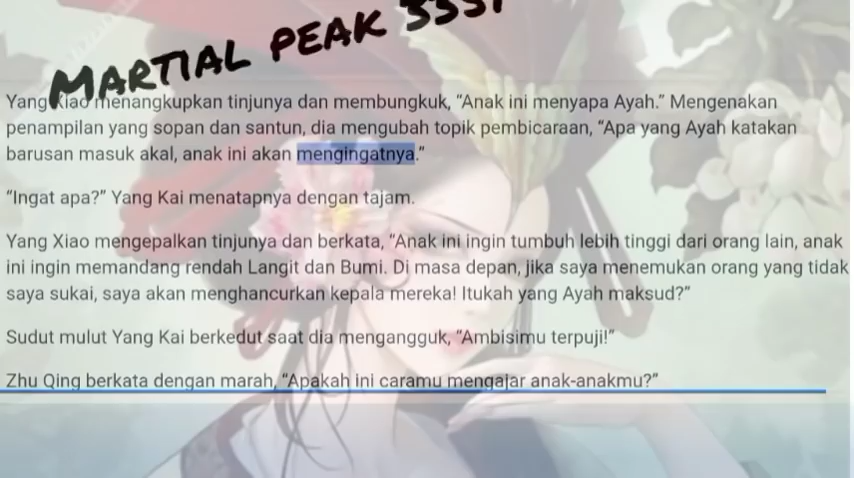 MARTIAL PEAK
Yang Xiao menangkupkan tinjunya dan membungkuk, “Anak ini menyapa Ayah.” Mengenakan
penampilan yang sopan dan santun, dia mengubah topik pembicaraan, “Apa yang Ayah katakan
barusan masuk akal, anak ini akan mengingatnya.”
“Ingat apa?” Yang Kai menatapnya dengan tajam.
Yang Xiao mengepalkan tinjunya dan berkata, “Anak ini ingin tumbuh lebih tinggi dari orang lain, anak
ini ingin memandang rendah Langit dan Bumi. Di masa depan, jika saya menemukan orang yang tidak
saya sukai, saya akan menghancurkan kepala mereka! Itukah yang Ayah maksud?”
Sudut mulut Yang Kai berkedut saat dia mengangguk, “Ambisimu terpuji!”
Zhu Qing berkata dengan marah, “Apakah ini caramu mengajar anak-anakmu?”